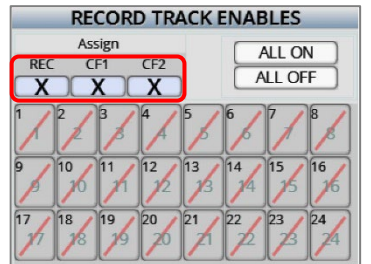 RECORD TRACK ENABLES
Assign
REC CF1 CF2
X X X
ALL ON
ALL OFF
1 2 3 4 5 6 7 8
1 2 3 4 5 6 7 8
9 10 11 12 13 14 15 16
9 10 11 12 13 14 15 16
17 18 19 20 21 22 23 24
17 18 19 20 21 22 23 24